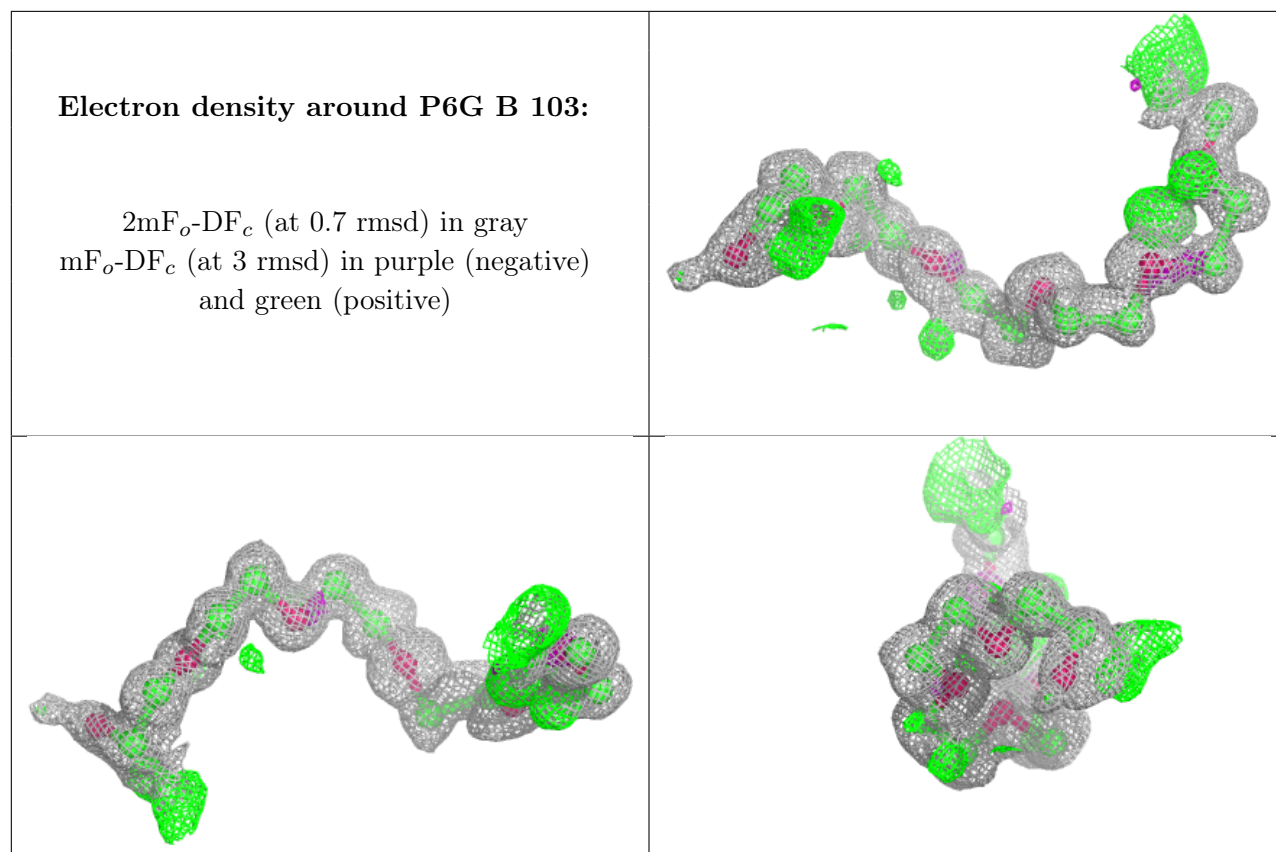 Electron density around P6G B 103:
2mFo-DFc (at 0.7 rmsd) in gray
mFo-DFc (at 3 rmsd) in purple (negative)
and green (positive)